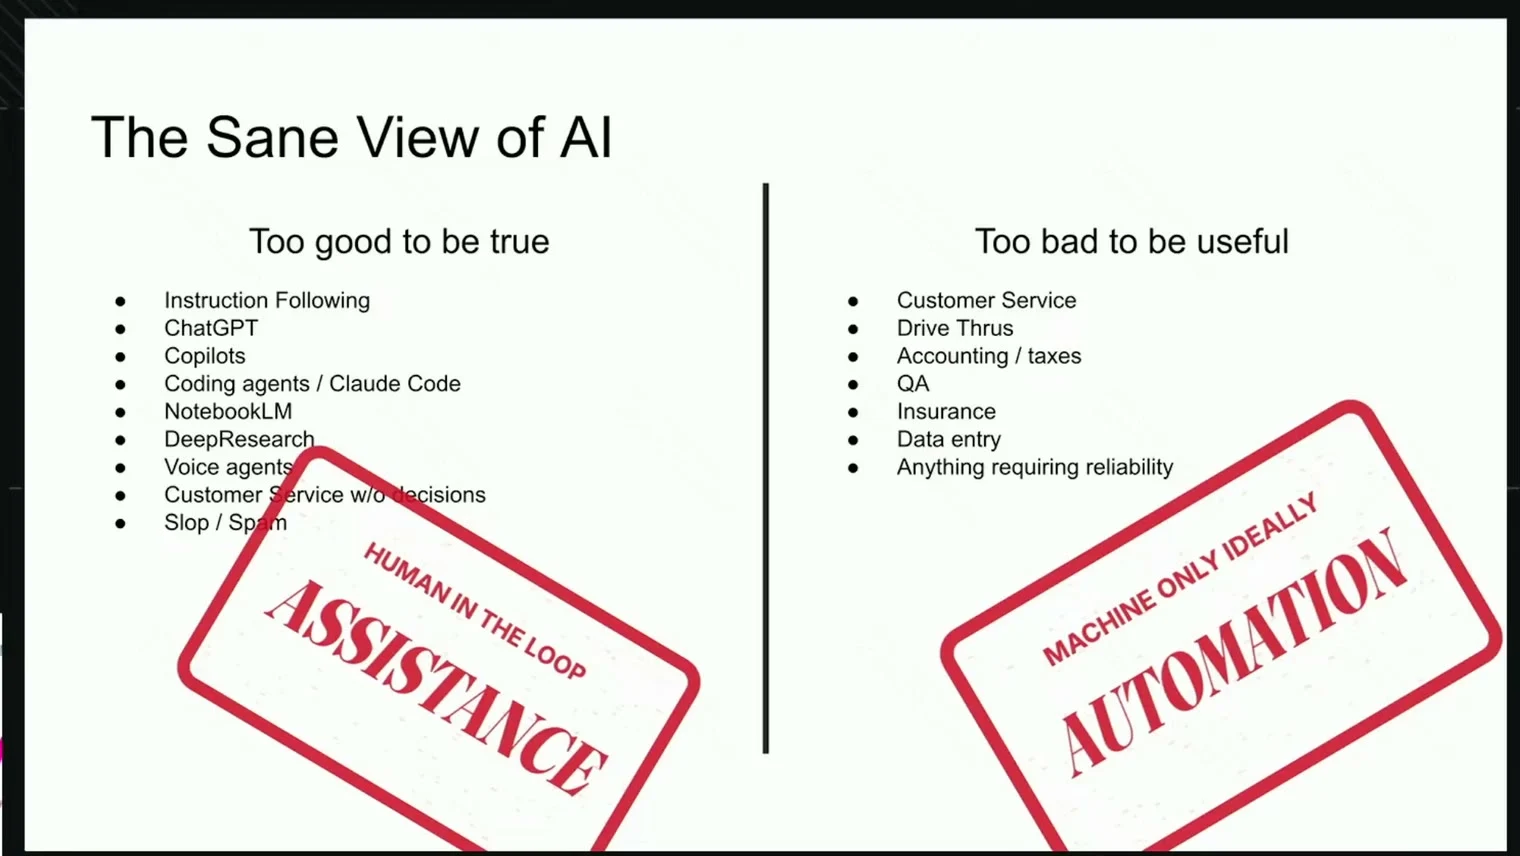 The Sane View of AI
Too good to be true
● Instruction Following
● ChatGPT
● Copilots
● Coding agents / Claude Code
● NotebookLM
● DeepResearch
● Voice agents
● Customer Service w/o decisions
● Slop / Spam
HUMAN IN THE LOOP
ASSISTANCE
Too bad to be useful
● Customer Service
● Drive Thrus
● Accounting / taxes
● QA
● Insurance
● Data entry
● Anything requiring reliability
MACHINE ONLY IDEALLY
AUTOMATION